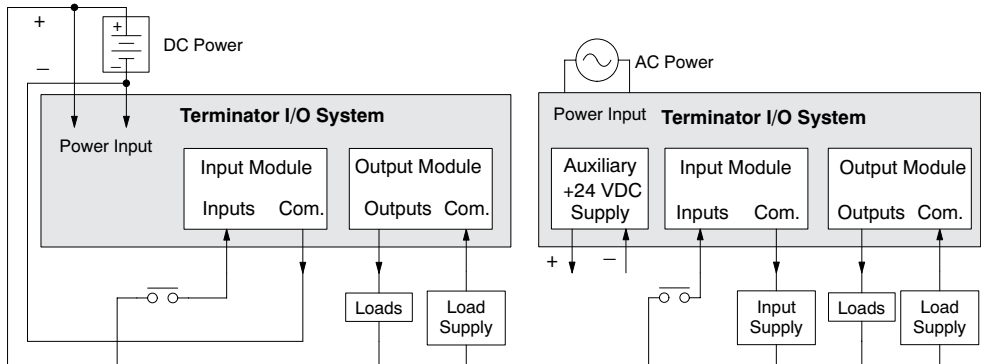 +
–
+
–
DC Power
Terminator I/O System
Power Input
Input Module
Inputs Com.
Output Module
Outputs Com.
Loads
Load
Supply
AC Power
Power Input
Terminator I/O System
Auxiliary
+24 VDC
Supply
Input Module
Inputs Com.
Output Module
Outputs Com.
+
–
Input
Supply
Loads
Load
Supply